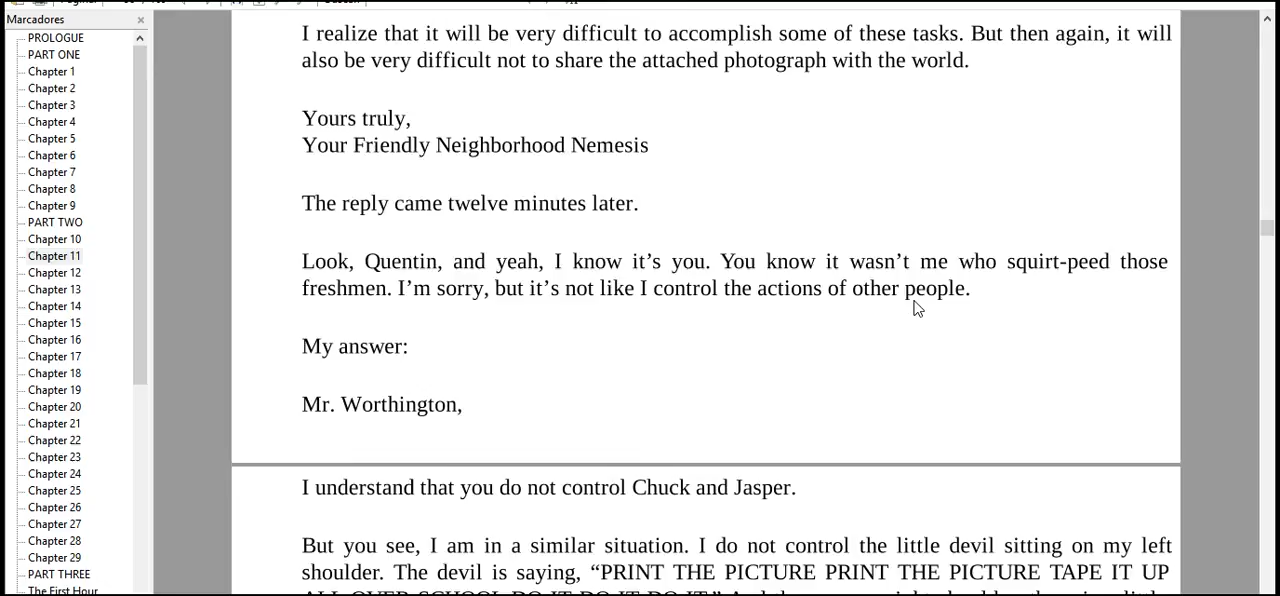 Marcadores
PROLOGUE
PART ONE
Chapter 1
Chapter 2
Chapter 3
Chapter 4
Chapter 5
Chapter 6
Chapter 7
Chapter 8
Chapter 9
PART TWO
Chapter 10
Chapter 11
Chapter 12
Chapter 13
Chapter 14
Chapter 15
Chapter 16
Chapter 17
Chapter 18
Chapter 19
Chapter 20
Chapter 21
Chapter 22
Chapter 23
Chapter 24
Chapter 25
Chapter 26
Chapter 27
Chapter 28
Chapter 29
PART THREE
The First Hour
I realize that it will be very difficult to accomplish some of these tasks. But then again, it will
also be very difficult not to share the attached photograph with the world.
Yours truly,
Your Friendly Neighborhood Nemesis
The reply came twelve minutes later.
Look, Quentin, and yeah, I know it’s you. You know it wasn’t me who squirt-peed those
freshmen. I’m sorry, but it’s not like I control the actions of other people.
My answer:
Mr. Worthington,
I understand that you do not control Chuck and Jasper.
But you see, I am in a similar situation. I do not control the little devil sitting on my left
shoulder. The devil is saying, “PRINT THE PICTURE PRINT THE PICTURE TAPE IT UP